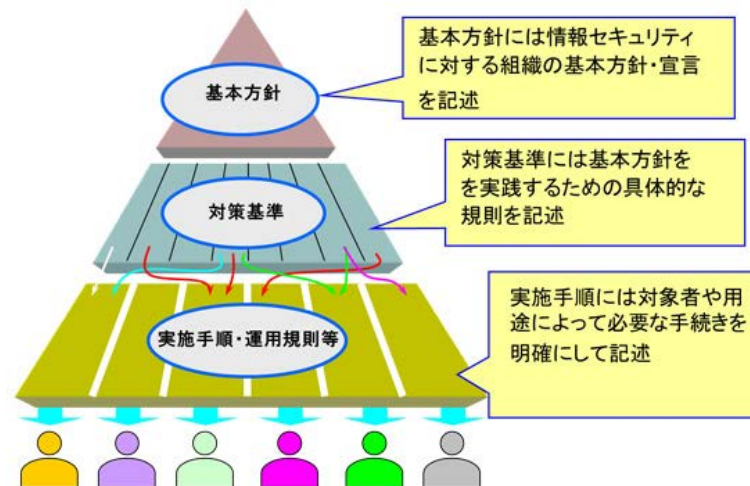 基本方針
基本方針には情報セキュリティ
に対する組織の基本方針・宣言
を記述
対策基準
対策基準には基本方針を
を実践するための具体的な
規則を記述
実施手順・運用規則等
実施手順には対象者や用
途によって必要な手続きを
明確にして記述